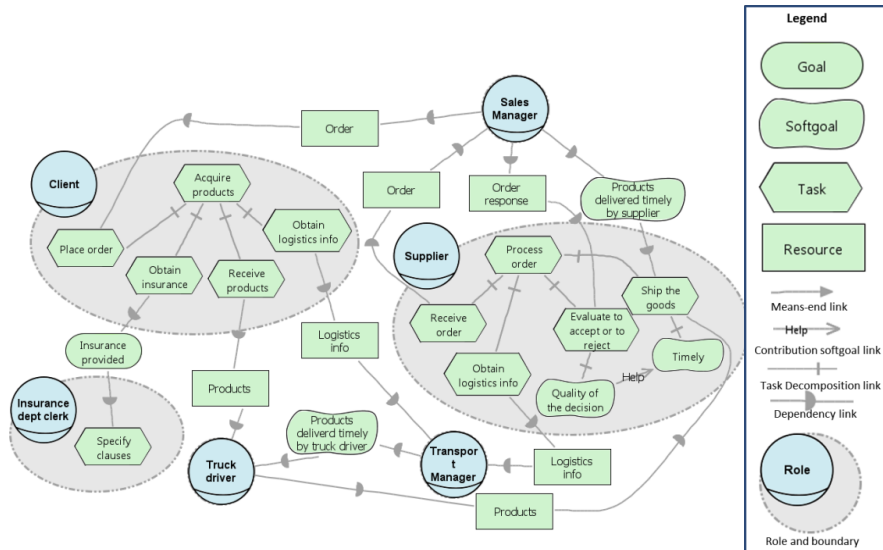 Sales
Manager
Order
Client
Acquire
products
Place order
Obtain
insurance
Receive
products
Obtain
logistics info
Order
Order
response
Products
delivered timely
by supplier
Supplier
Process
order
Receive
order
Obtain
logistics info
Evaluate to
accept or to
reject
Ship the
goods
Timely
Help
Quality of
the decision
Insurance
provided
Insurance
dept clerk
Specify
clauses
Products
Logistics
info
Products
deliverd timely
by truck driver
Truck
driver
Transpor
t
Manager
Logistics
info
Products
Legend
Goal
Softgoal
Task
Resource
Means-end link
Help
Contribution softgoal link
Task Decomposition link
Dependency link
Role
Role and boundary